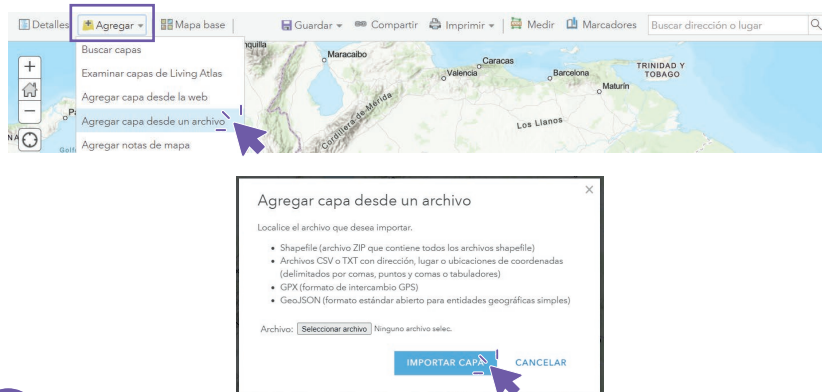 Detalles Agregar Mapa base Guardar Compartir Imprimir Medir Marcadores Buscar dirección o lugar
Buscar capas
Examinar capas de Living Atlas
Agregar capa desde la web
Agregar capa desde un archivo
Agregar notas de mapa
Maracaibo
Caracas
Valencia
Barcelona
Maturín
TRINIDAD Y
TOBAGO
Cordillera de Merida
Los Llanos
Agregar capa desde un archivo
Localice el archivo que desea importar.
• Shapefile (archivo ZIP que contiene todos los archivos shapefile)
• Archivos CSV o TXT con dirección, lugar o ubicaciones de coordenadas
(delimitados por comas, puntos y comas o tabuladores)
• GPX (formato de intercambio GPS)
• GeoJSON (formato estándar abierto para entidades geográficas simples)
Archivo: Seleccionar archivo Ninguno archivo selec.
IMPORTAR CAPA CANCELAR